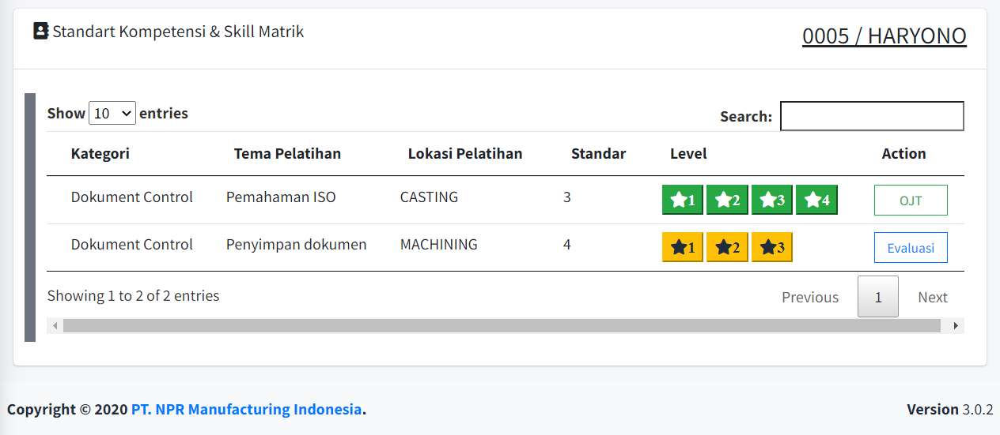 Standart Kompetensi & Skill Matrik
0005 / HARYONO
Show 10 entries
Search:
Kategori Tema Pelatihan Lokasi Pelatihan Standar Level Action
Dokument Control Pemahaman ISO CASTING 3 1 2 3 4 OJT
Dokument Control Penyimpan dokumen MACHINING 4 1 2 3 Evaluasi
Showing 1 to 2 of 2 entries
Previous 1 Next
Copyright © 2020 PT. NPR Manufacturing Indonesia.
Version 3.0.2